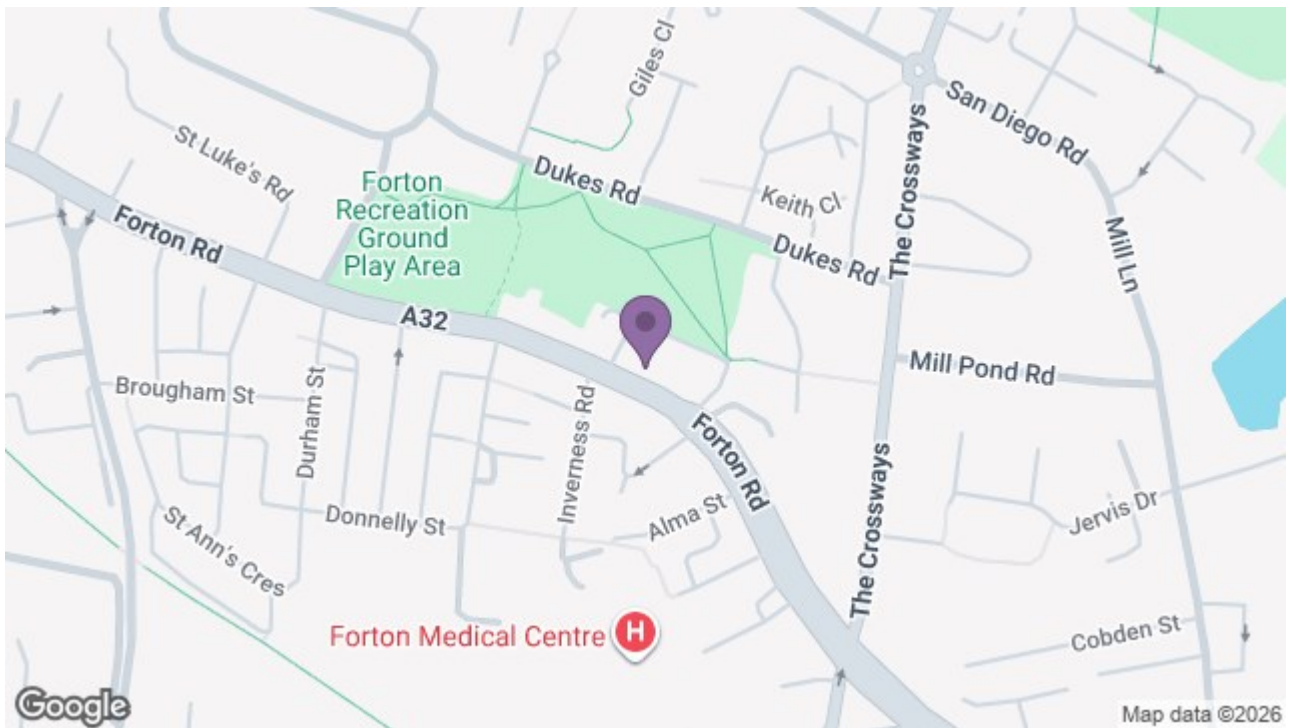 Giles Cl
San Diego Rd
The Crossways
St Luke's Rd
Dukes Rd
Forton
Recreation
Ground
Play Area
Keith Cl
Forton Rd
Dukes Rd
Mill Ln
A32
Mill Pond Rd
Brougham St
Durham St
Inverness Rd
Forton Rd
Alma St
Donnelly St
Jervis Dr
St Ann's Cres
The Crossways
Forton Medical Centre
H
Cobden St
Google
Map data ©2026